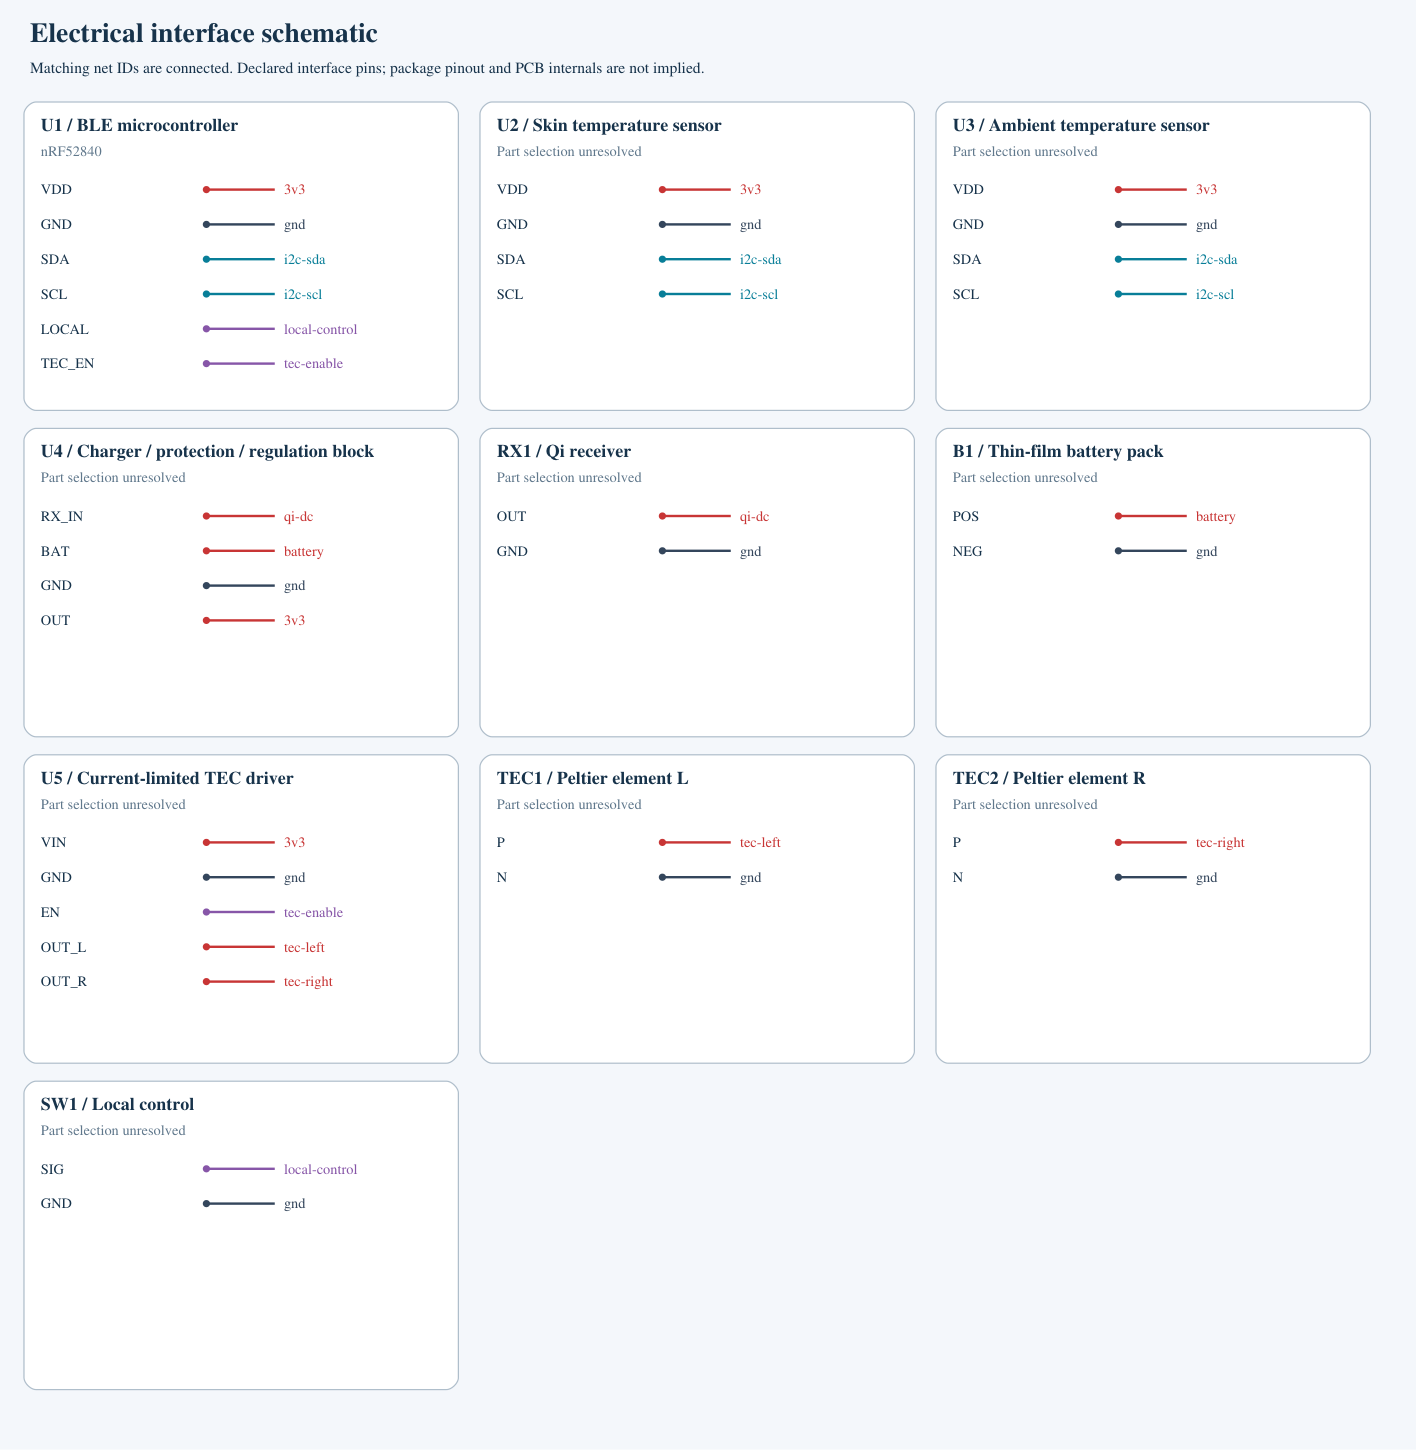 Electrical interface schematic
Matching net IDs are connected. Declared interface pins; package pinout and PCB internals are not implied.
U1 / BLE microcontroller
nRF52840
VDD 3v3
GND gnd
SDA i2c-sda
SCL i2c-scl
LOCAL local-control
TEC_EN tec-enable
U2 / Skin temperature sensor
Part selection unresolved
VDD 3v3
GND gnd
SDA i2c-sda
SCL i2c-scl
U3 / Ambient temperature sensor
Part selection unresolved
VDD 3v3
GND gnd
SDA i2c-sda
SCL i2c-scl
U4 / Charger / protection / regulation block
Part selection unresolved
RX_IN qi-dc
BAT battery
GND gnd
OUT 3v3
RX1 / Qi receiver
Part selection unresolved
OUT qi-dc
GND gnd
B1 / Thin-film battery pack
Part selection unresolved
POS battery
NEG gnd
U5 / Current-limited TEC driver
Part selection unresolved
VIN 3v3
GND gnd
EN tec-enable
OUT_L tec-left
OUT_R tec-right
TEC1 / Peltier element L
Part selection unresolved
P tec-left
N gnd
TEC2 / Peltier element R
Part selection unresolved
P tec-right
N gnd
SW1 / Local control
Part selection unresolved
SIG local-control
GND gnd